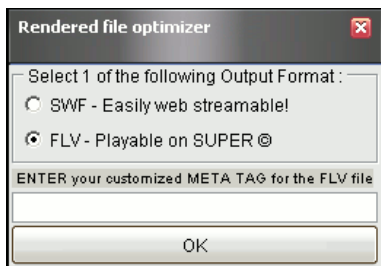 Rendered file optimizer
Select 1 of the following Output Format :
SWF - Easily web streamable!
FLV - Playable on SUPER ©
ENTER your customized META TAG for the FLV file
OK